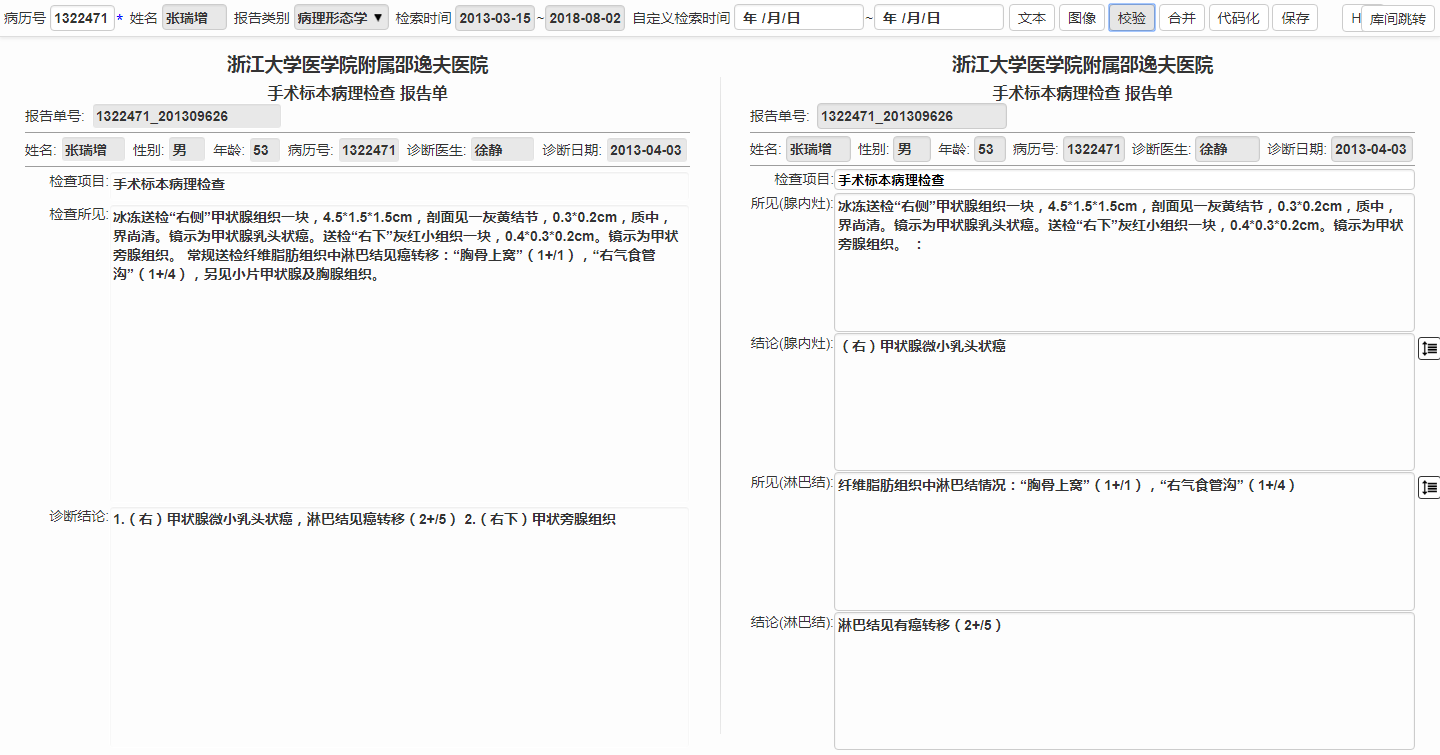 病历号 1322471 * 姓名 张瑞增 报告类别 病理形态学 ▼ 检索时间 2013-03-15 ~ 2018-08-02 自定义检索时间 年 /月/日 ~ 年 /月/日 文本 图像 校验 合并 代码化 保存 H 库间跳转
浙江大学医学院附属邵逸夫医院
手术标本病理检查 报告单
报告单号: 1322471_201309626
姓名: 张瑞增 性别: 男 年龄: 53 病历号: 1322471 诊断医生: 徐静 诊断日期: 2013-04-03
检查项目: 手术标本病理检查
检查所见: 冰冻送检“右侧”甲状腺组织一块，4.5*1.5*1.5cm，剖面见一灰黄结节，0.3*0.2cm，质中，
界尚清。镜示为甲状腺乳头状癌。送检“右下”灰红小组织一块，0.4*0.3*0.2cm。镜示为甲状
旁腺组织。 常规送检纤维脂肪组织中淋巴结见癌转移：“胸骨上窝”（1+/1），“右气食管
沟”（1+/4），另见小片甲状腺及胸腺组织。
诊断结论: 1.（右）甲状腺微小乳头状癌，淋巴结见癌转移（2+/5） 2.（右下）甲状旁腺组织
浙江大学医学院附属邵逸夫医院
手术标本病理检查 报告单
报告单号: 1322471_201309626
姓名: 张瑞增 性别: 男 年龄: 53 病历号: 1322471 诊断医生: 徐静 诊断日期: 2013-04-03
检查项目: 手术标本病理检查
所见(腺内灶): 冰冻送检“右侧”甲状腺组织一块，4.5*1.5*1.5cm，剖面见一灰黄结节，0.3*0.2cm，质中，
界尚清。镜示为甲状腺乳头状癌。送检“右下”灰红小组织一块，0.4*0.3*0.2cm。镜示为甲状
旁腺组织。 ：
结论(腺内灶): （右）甲状腺微小乳头状癌
所见(淋巴结): 纤维脂肪组织中淋巴结情况：“胸骨上窝”（1+/1），“右气食管沟”（1+/4）
结论(淋巴结): 淋巴结见有癌转移（2+/5）